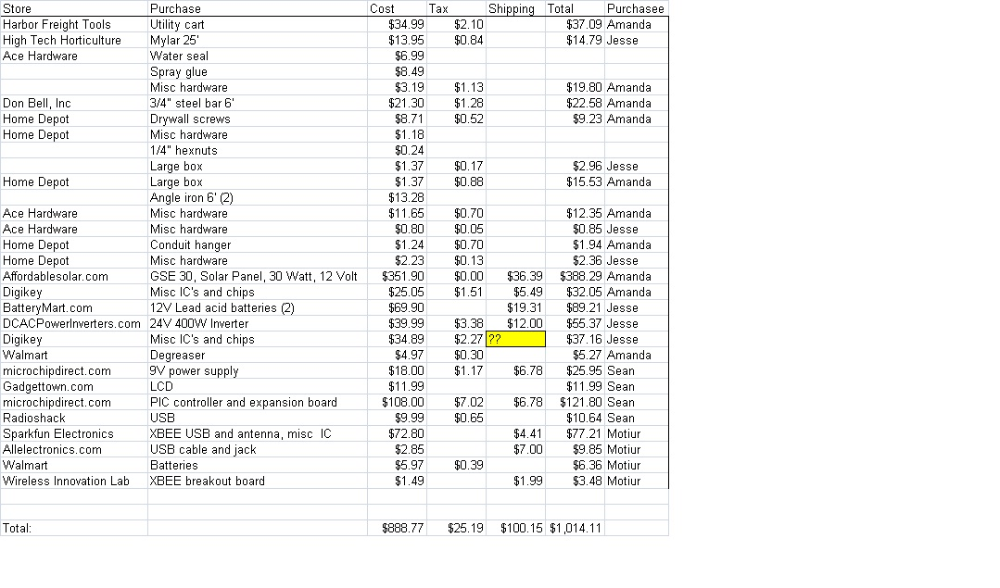 Store Purchase Cost Tax Shipping Total Purchasee
Harbor Freight Tools Utility cart $34.99 $2.10 $37.09 Amanda
High Tech Horticulture Mylar 25' $13.95 $0.84 $14.79 Jesse
Ace Hardware Water seal $6.99
Spray glue $8.49
Misc hardware $3.19 $1.13 $19.80 Amanda
Don Bell, Inc 3/4" steel bar 6' $21.30 $1.28 $22.58 Amanda
Home Depot Drywall screws $8.71 $0.52 $9.23 Amanda
Home Depot Misc hardware $1.18
1/4" hexnuts $0.24
Large box $1.37 $0.17 $2.96 Jesse
Home Depot Large box $1.37 $0.88 $15.53 Amanda
Angle iron 6' (2) $13.28
Ace Hardware Misc hardware $11.65 $0.70 $12.35 Amanda
Ace Hardware Misc hardware $0.80 $0.05 $0.85 Jesse
Home Depot Conduit hanger $1.24 $0.70 $1.94 Amanda
Home Depot Misc hardware $2.23 $0.13 $2.36 Jesse
Affordablesolar.com GSE 30, Solar Panel, 30 Watt, 12 Volt $351.90 $0.00 $36.39 $388.29 Amanda
Digikey Misc IC's and chips $25.05 $1.51 $5.49 $32.05 Amanda
BatteryMart.com 12V Lead acid batteries (2) $69.90 $19.31 $89.21 Jesse
DCACPowerInverters.com 24V 400W Inverter $39.99 $3.38 $12.00 $55.37 Jesse
Digikey Misc IC's and chips $34.89 $2.27 ?? $37.16 Jesse
Walmart Degreaser $4.97 $0.30 $5.27 Amanda
microchipdirect.com 9V power supply $18.00 $1.17 $6.78 $25.95 Sean
Gadgettown.com LCD $11.99 $11.99 Sean
microchipdirect.com PIC controller and expansion board $108.00 $7.02 $6.78 $121.80 Sean
Radioshack USB $9.99 $0.65 $10.64 Sean
Sparkfun Electronics XBEE USB and antenna, misc IC $72.80 $4.41 $77.21 Motiur
Allelectronics.com USB cable and jack $2.85 $7.00 $9.85 Motiur
Walmart Batteries $5.97 $0.39 $6.36 Motiur
Wireless Innovation Lab XBEE breakout board $1.49 $1.99 $3.48 Motiur
Total: $888.77 $25.19 $100.15 $1,014.11